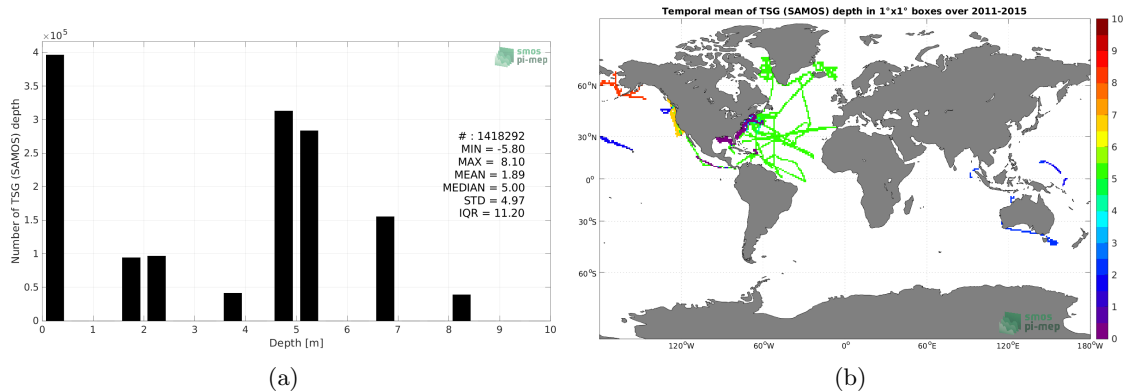 ×10⁵
4
3.5
3
2.5
2
1.5
1
0.5
0
Number of TSG (SAMOS) depth
smos
pi-mep
# : 1418292
MIN = -5.80
MAX = 8.10
MEAN = 1.89
MEDIAN = 5.00
STD = 4.97
IQR = 11.20
0 1 2 3 4 5 6 7 8 9 10
Depth [m]
(a)
Temporal mean of TSG (SAMOS) depth in 1°x1° boxes over 2011-2015
60°N
30°N
0°
30°S
60°S
120°W 60°W 0° 60°E 120°E 180°W
smos
pi-mep
10
9
8
7
6
5
4
3
2
1
0
(b)